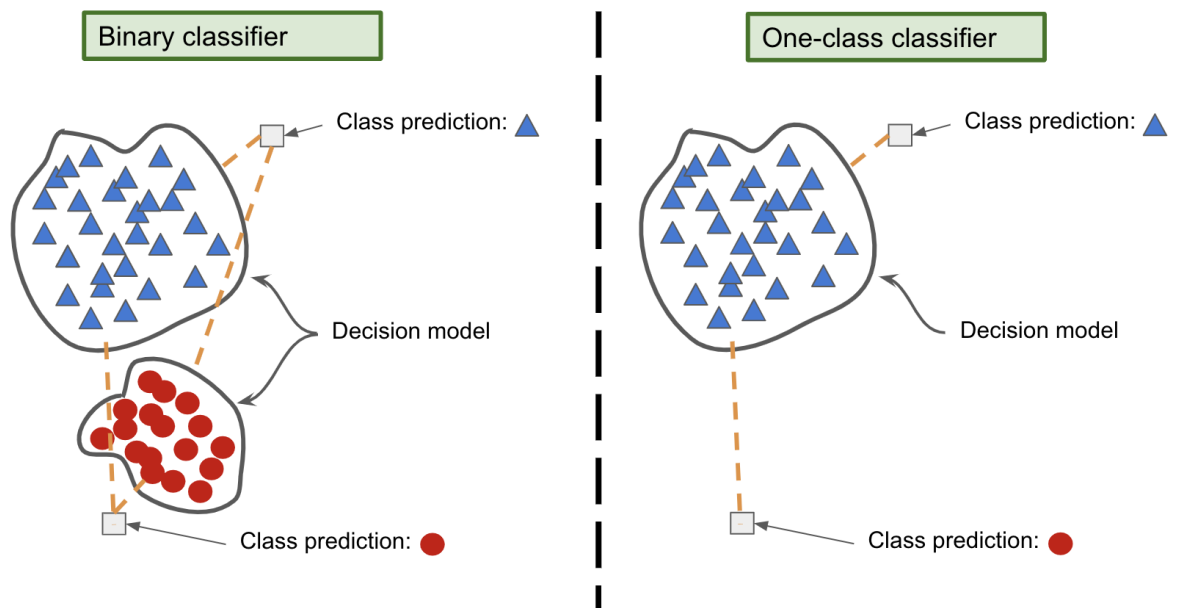 Binary classifier
One-class classifier
Class prediction:
Class prediction:
Decision model
Decision model
Class prediction:
Class prediction: